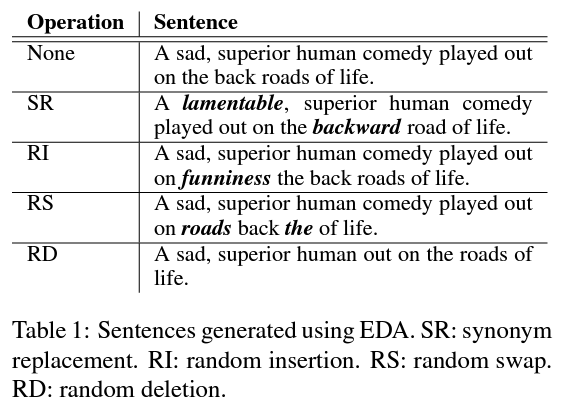 Operation Sentence
None A sad, superior human comedy played out
on the back roads of life.
SR A lamentable, superior human comedy
played out on the backward road of life.
RI A sad, superior human comedy played out
on funniness the back roads of life.
RS A sad, superior human comedy played out
on roads back the of life.
RD A sad, superior human out on the roads of
life.
Table 1: Sentences generated using EDA. SR: synonym
replacement. RI: random insertion. RS: random swap.
RD: random deletion.